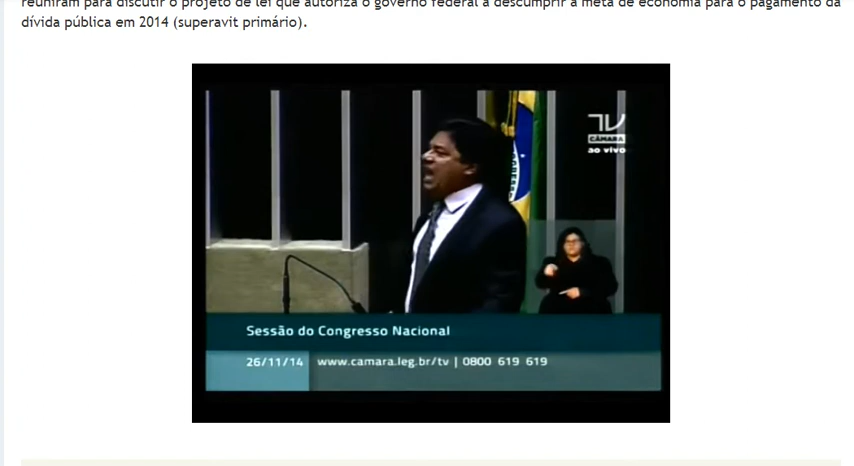 reuniram para discutir o projeto de lei que autoriza o governo federal a descumprir a meta de economia para o pagamento da
dívida pública em 2014 (superavit primário).
TV
CÂMARA
ao vivo
Sessão do Congresso Nacional
26/11/14 www.camara.leg.br/tv | 0800 619 619